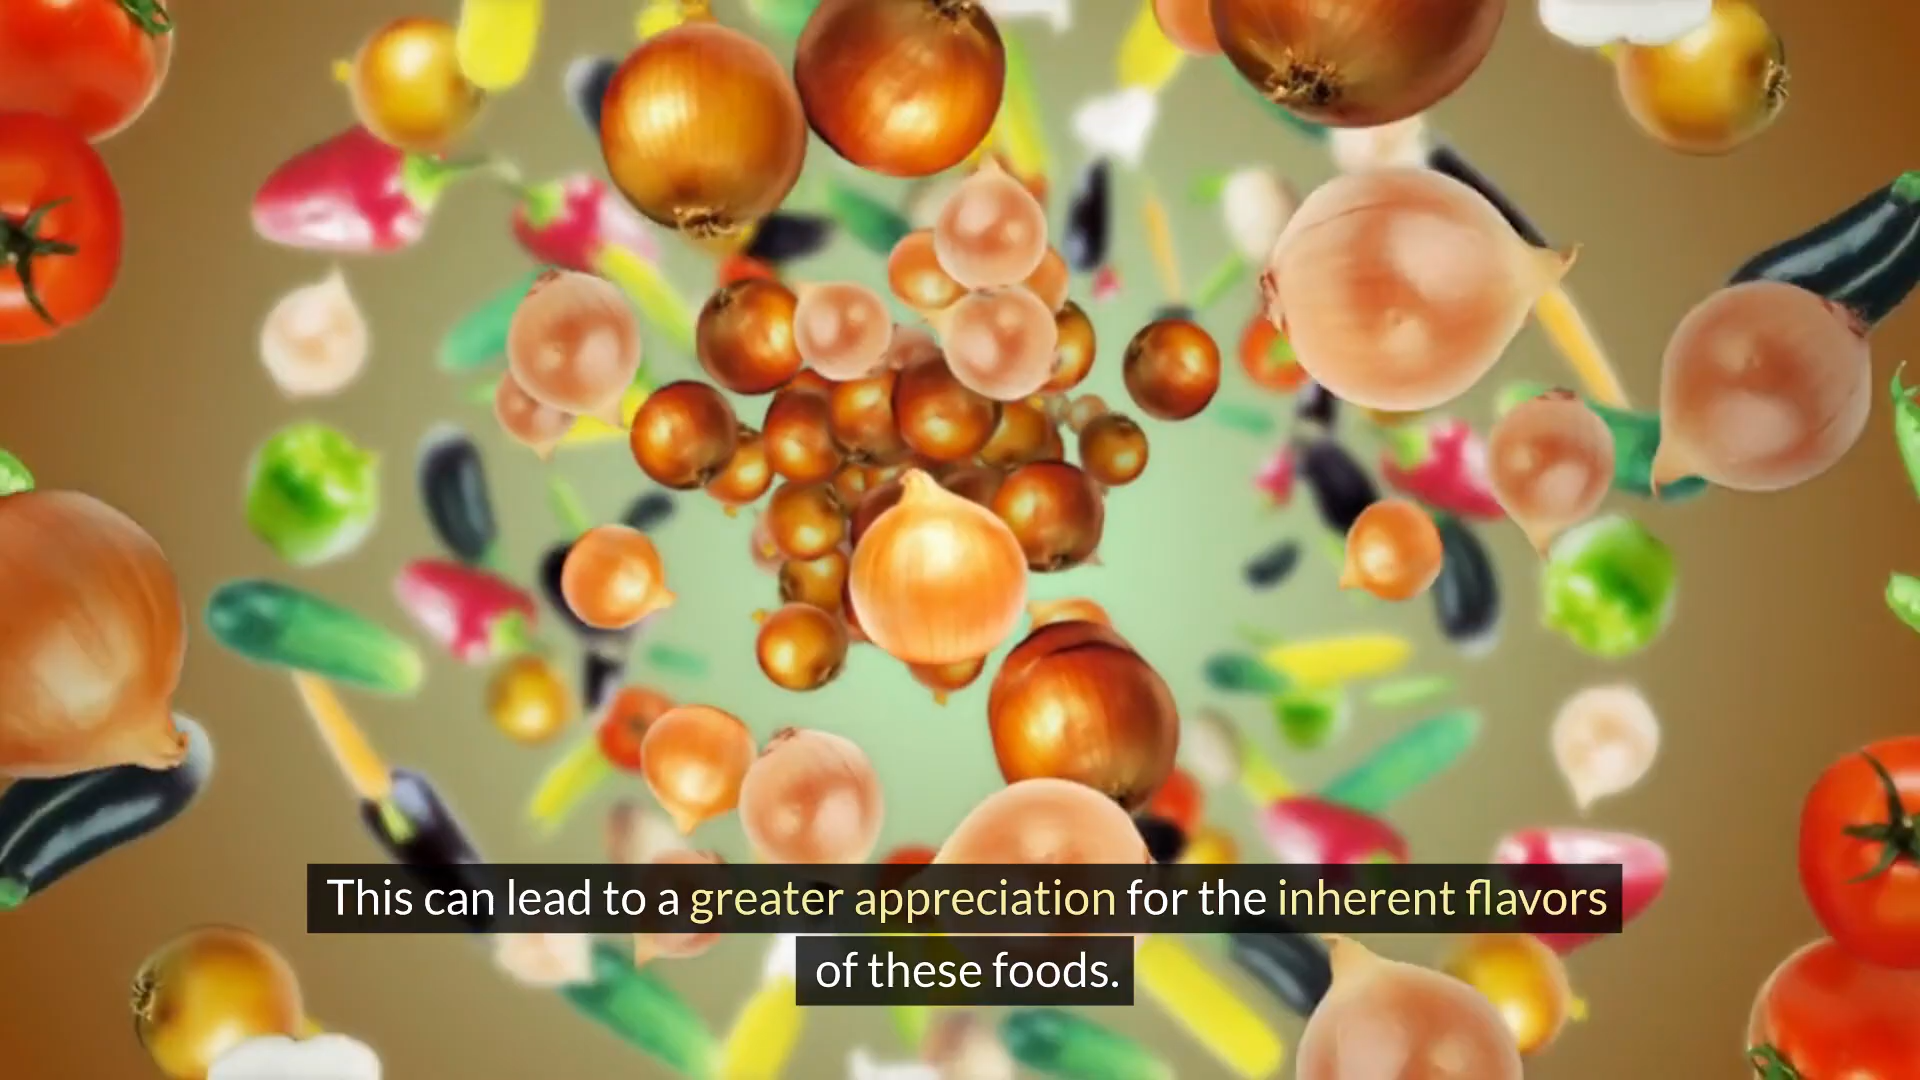 This can lead to a greater appreciation for the inherent flavors
of these foods.